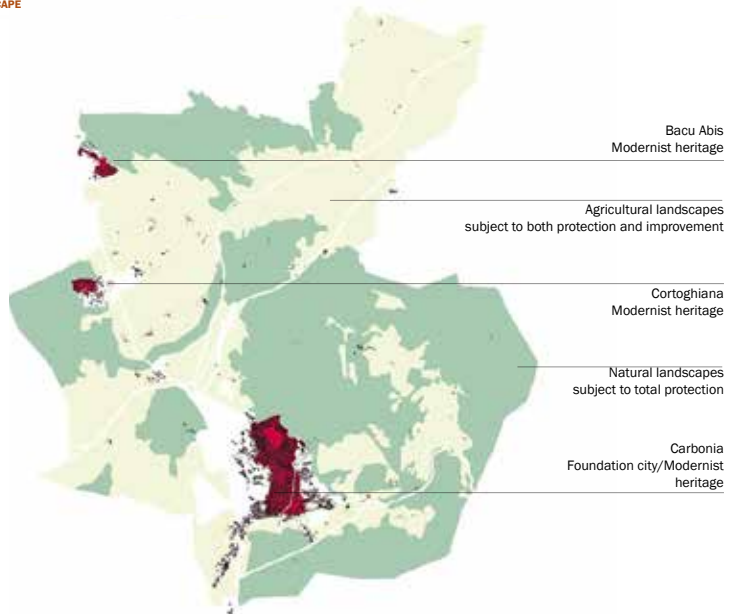 CAPE
Bacu Abis
Modernist heritage
Agricultural landscapes
subject to both protection and improvement
Cortoghiana
Modernist heritage
Natural landscapes
subject to total protection
Carbonia
Foundation city/Modernist
heritage